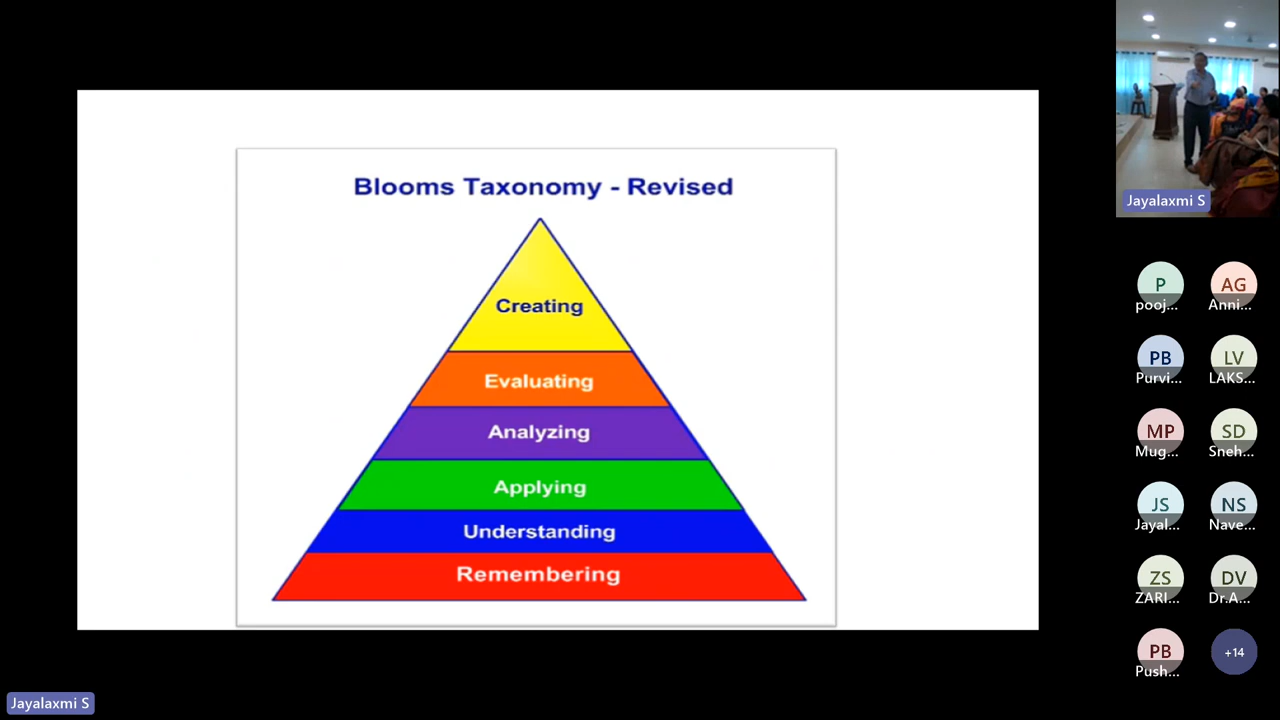 Blooms Taxonomy - Revised
Creating
Evaluating
Analyzing
Applying
Understanding
Remembering
Jayalaxmi S
P
pooj...
AG
Anni...
PB
Purvi...
LV
LAKS...
MP
Mug...
SD
Sneh...
JS
Jayal...
NS
Nave...
ZS
ZARI...
DV
Dr.A...
PB
Push...
+14
Jayalaxmi S